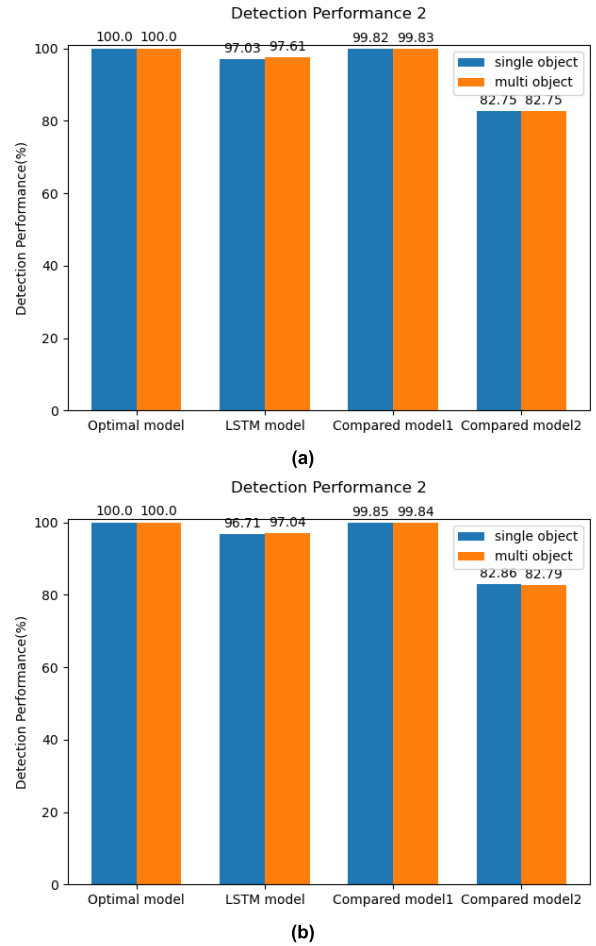 Detection Performance 2
100.0 100.0 97.03 97.61 99.82 99.83 82.75 82.75
single object
multi object
Detection Performance(%)
100
80
60
40
20
0
Optimal model LSTM model Compared model1 Compared model2
(a)
Detection Performance 2
100.0 100.0 96.71 97.04 99.85 99.84 82.86 82.79
single object
multi object
Detection Performance(%)
100
80
60
40
20
0
Optimal model LSTM model Compared model1 Compared model2
(b)